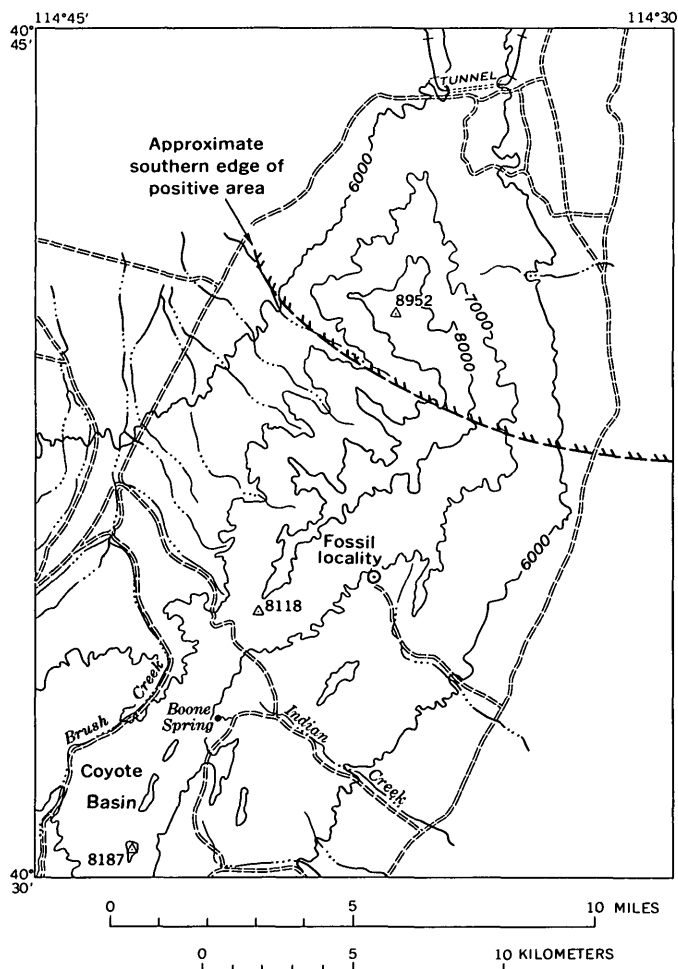 114°45'
114°30'
40°
45'
TUNNEL
Approximate
southern edge of
positive area
6000
8952
7000
8000
Fossil
locality
6000
8118
Boone
Spring
Indian
Creek
Brush Creek
Coyote
Basin
8187
40°
30'
0 5 10 MILES
0 5 10 KILOMETERS